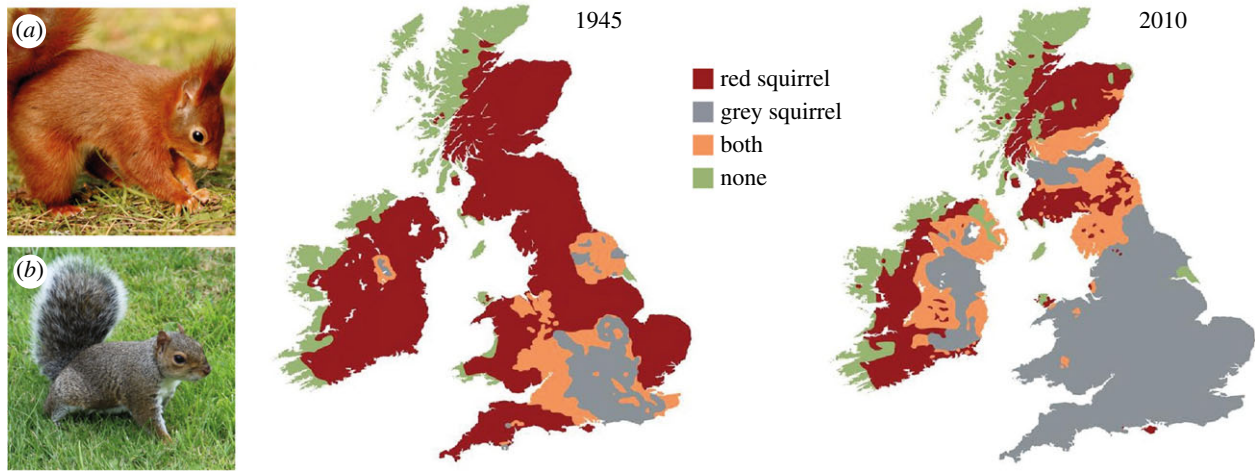 (a)
(b)
1945
red squirrel
grey squirrel
both
none
2010